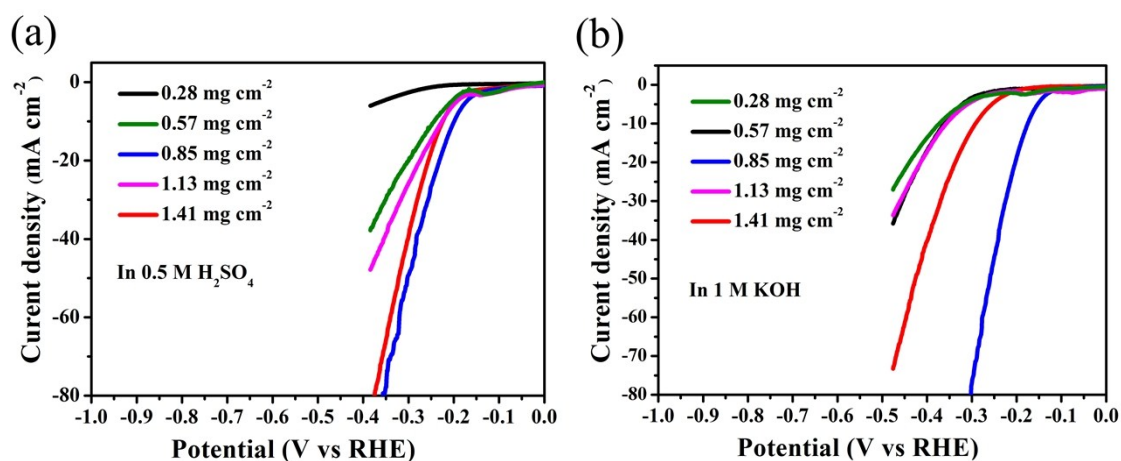 (a)
0
-20
-40
-60
-80
Curent density (mA cm-2)
0.28 mg cm-2
0.57 mg cm-2
0.85 mg cm-2
1.13 mg cm-2
1.41 mg cm-2
In 0.5 M H2SO4
-1.0 -0.9 -0.8 -0.7 -0.6 -0.5 -0.4 -0.3 -0.2 -0.1 0.0
Potential (V vs RHE)
(b)
0
-10
-20
-30
-40
-50
-60
-70
-80
Curent density (mA cm-2)
0.28 mg cm-2
0.57 mg cm-2
0.85 mg cm-2
1.13 mg cm-2
1.41 mg cm-2
In 1 M KOH
-1.0 -0.9 -0.8 -0.7 -0.6 -0.5 -0.4 -0.3 -0.2 -0.1 0.0
Potential (V vs RHE)